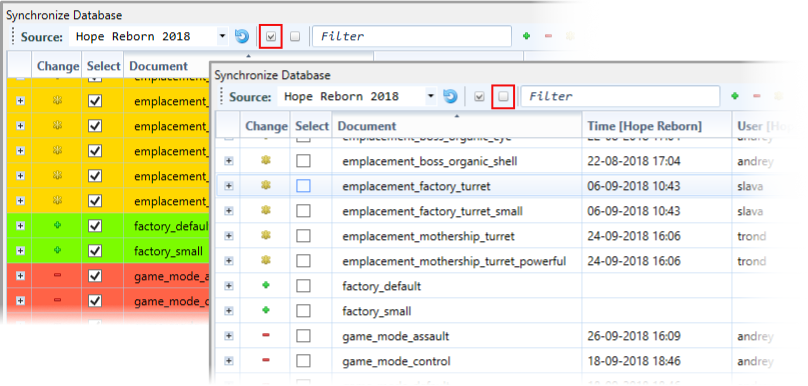 Synchronize Database
Source: Hope Reborn 2018 Filter
Change Select Document
emplacement_
emplacement_
emplacement_
emplacement_
emplacement_
emplacement_
factory_defau
factory_small
game_mode_a
game_mode_c
Synchronize Database
Source: Hope Reborn 2018 Filter
Change Select Document Time [Hope Reborn] User [Ho
emplacement_boss_organic_eye
emplacement_boss_organic_shell 22-08-2018 17:04 andrey
emplacement_factory_turret 06-09-2018 10:43 slava
emplacement_factory_turret_small 06-09-2018 10:43 slava
emplacement_mothership_turret 24-09-2018 16:06 trond
emplacement_mothership_turret_powerful 24-09-2018 16:06 trond
factory_default
factory_small
game_mode_assault 26-09-2018 16:09 andrey
game_mode_control 18-09-2018 18:46 andrey